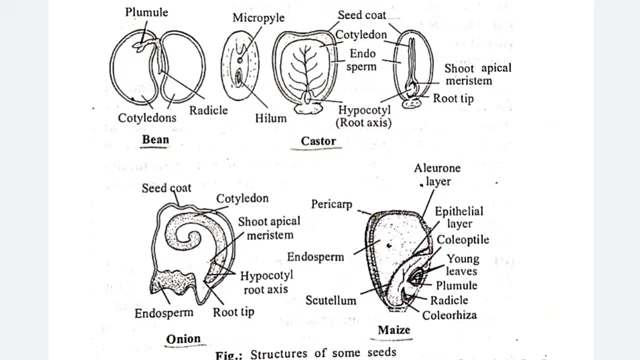 Plumule
Micropyle
Seed coat
Cotyledon
Endo
sperm
Shoot apical
meristem
Root tip
Radicle
Cotyledons
Hilum
Hypocotyl
(Root axis)
Bean
Castor
Seed coat
Cotyledon
Shoot apical
meristem
Hypocotyl
root axis
Endosperm
Root tip
Onion
Aleurone
layer
Pericarp
Epithelial
layer
Coleoptile
Endosperm
Young
leaves
Plumule
Scutellum
Radicle
Coleorhiza
Maize
Fig.: Structures of some seeds